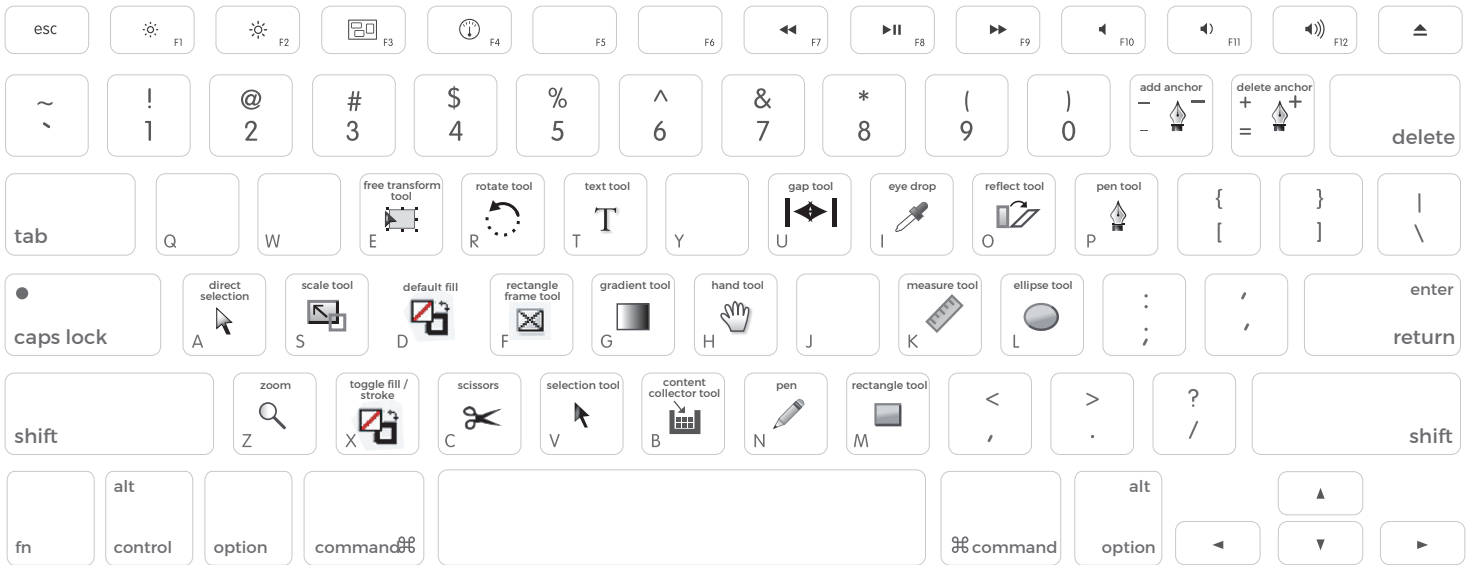 esc F1 F2 F3 F4 F5 F6 F7 F8 F9 F10 F11 F12
~ ! @ # $ % ^ & * ( ) add anchor delete anchor
` 1 2 3 4 5 6 7 8 9 0 – - + = delete
free transform tool rotate tool text tool gap tool eye drop reflect tool pen tool { } |
tab Q W E R T Y U I O P [ ] \
direct selection scale tool default fill rectangle frame tool gradient tool hand tool measure tool ellipse tool : ′ enter
caps lock A S D F G H J K L ; ′ return
zoom toggle fill / stroke scissors selection tool content collector tool pen rectangle tool < > ?
shift Z X C V B N M , . / shift
alt alt
fn control option command⌘ ⌘command option